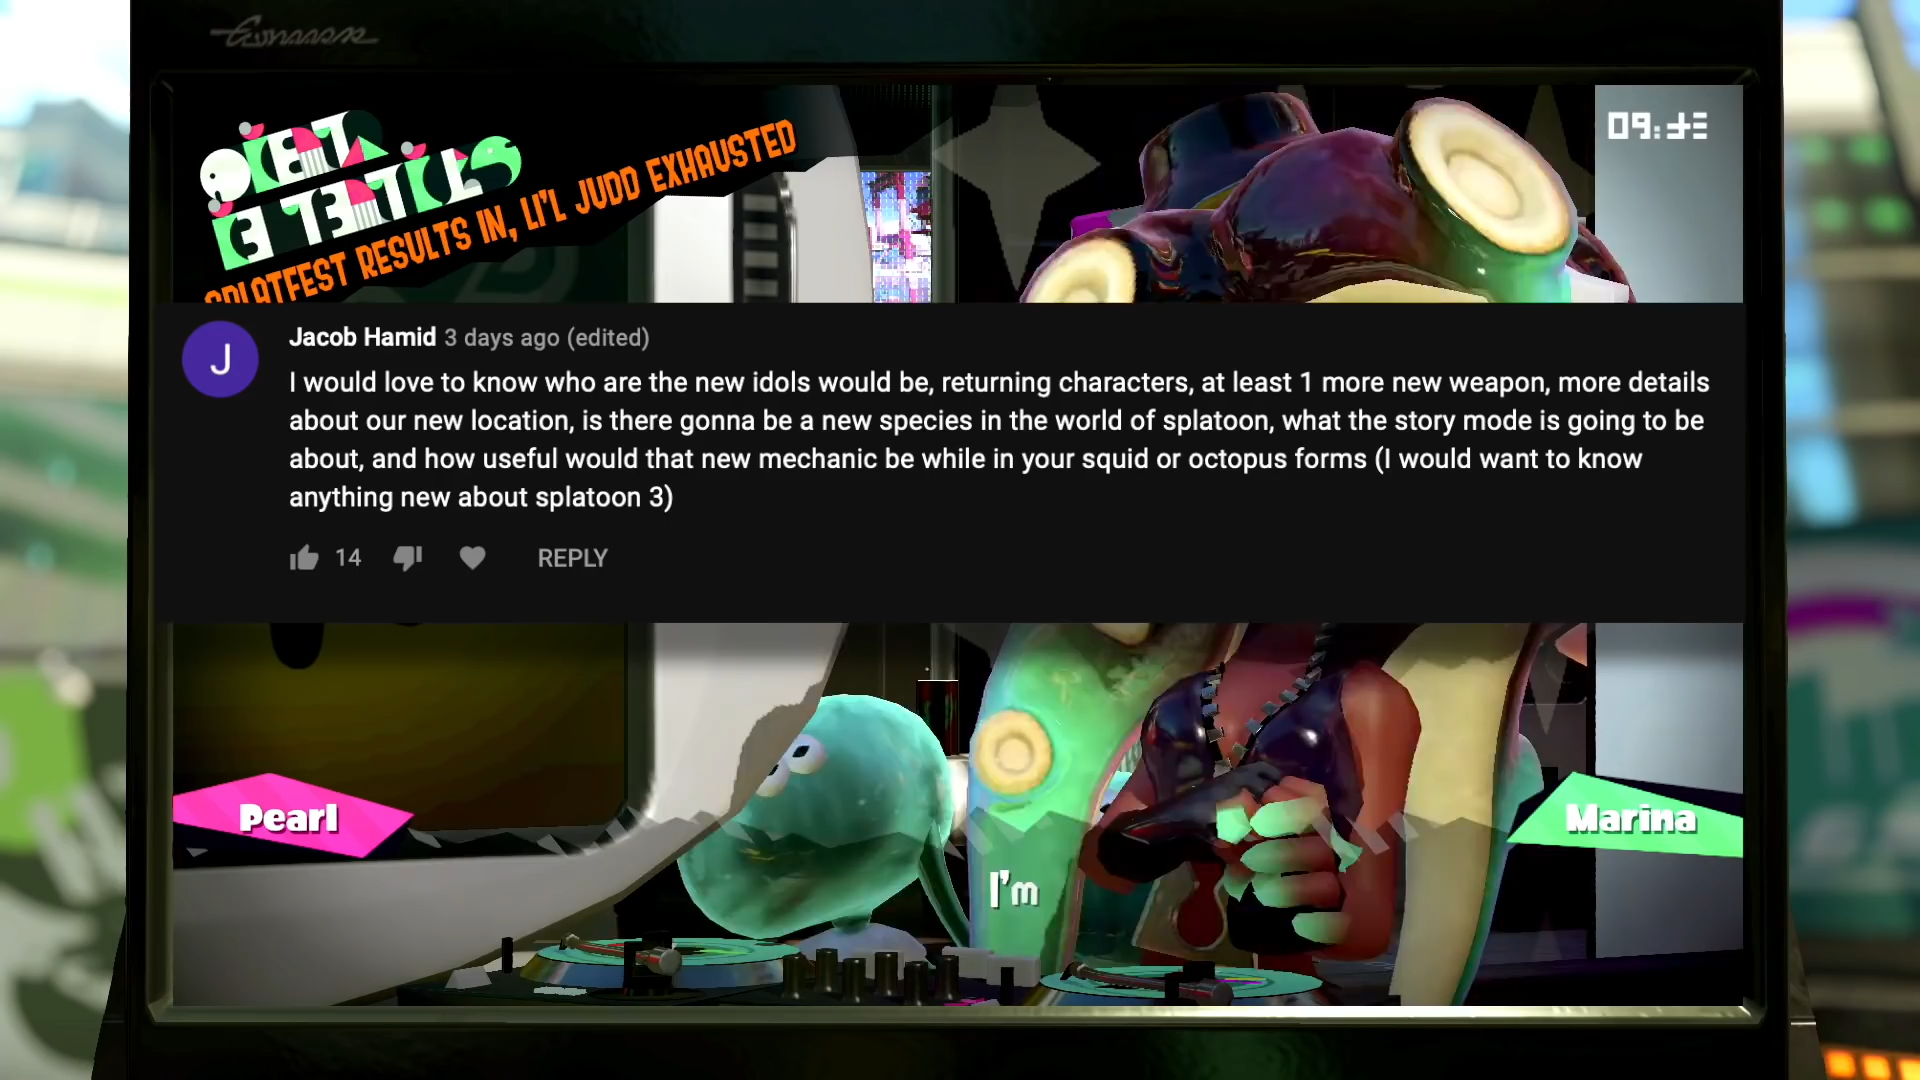 SPLATFEST RESULTS IN, LI'L JUDD EXHAUSTED
Jacob Hamid 3 days ago (edited)
J
I would love to know who are the new idols would be, returning characters, at least 1 more new weapon, more details
about our new location, is there gonna be a new species in the world of splatoon, what the story mode is going to be
about, and how useful would that new mechanic be while in your squid or octopus forms (I would want to know
anything new about splatoon 3)
14
REPLY
Pearl
Marina
I'm